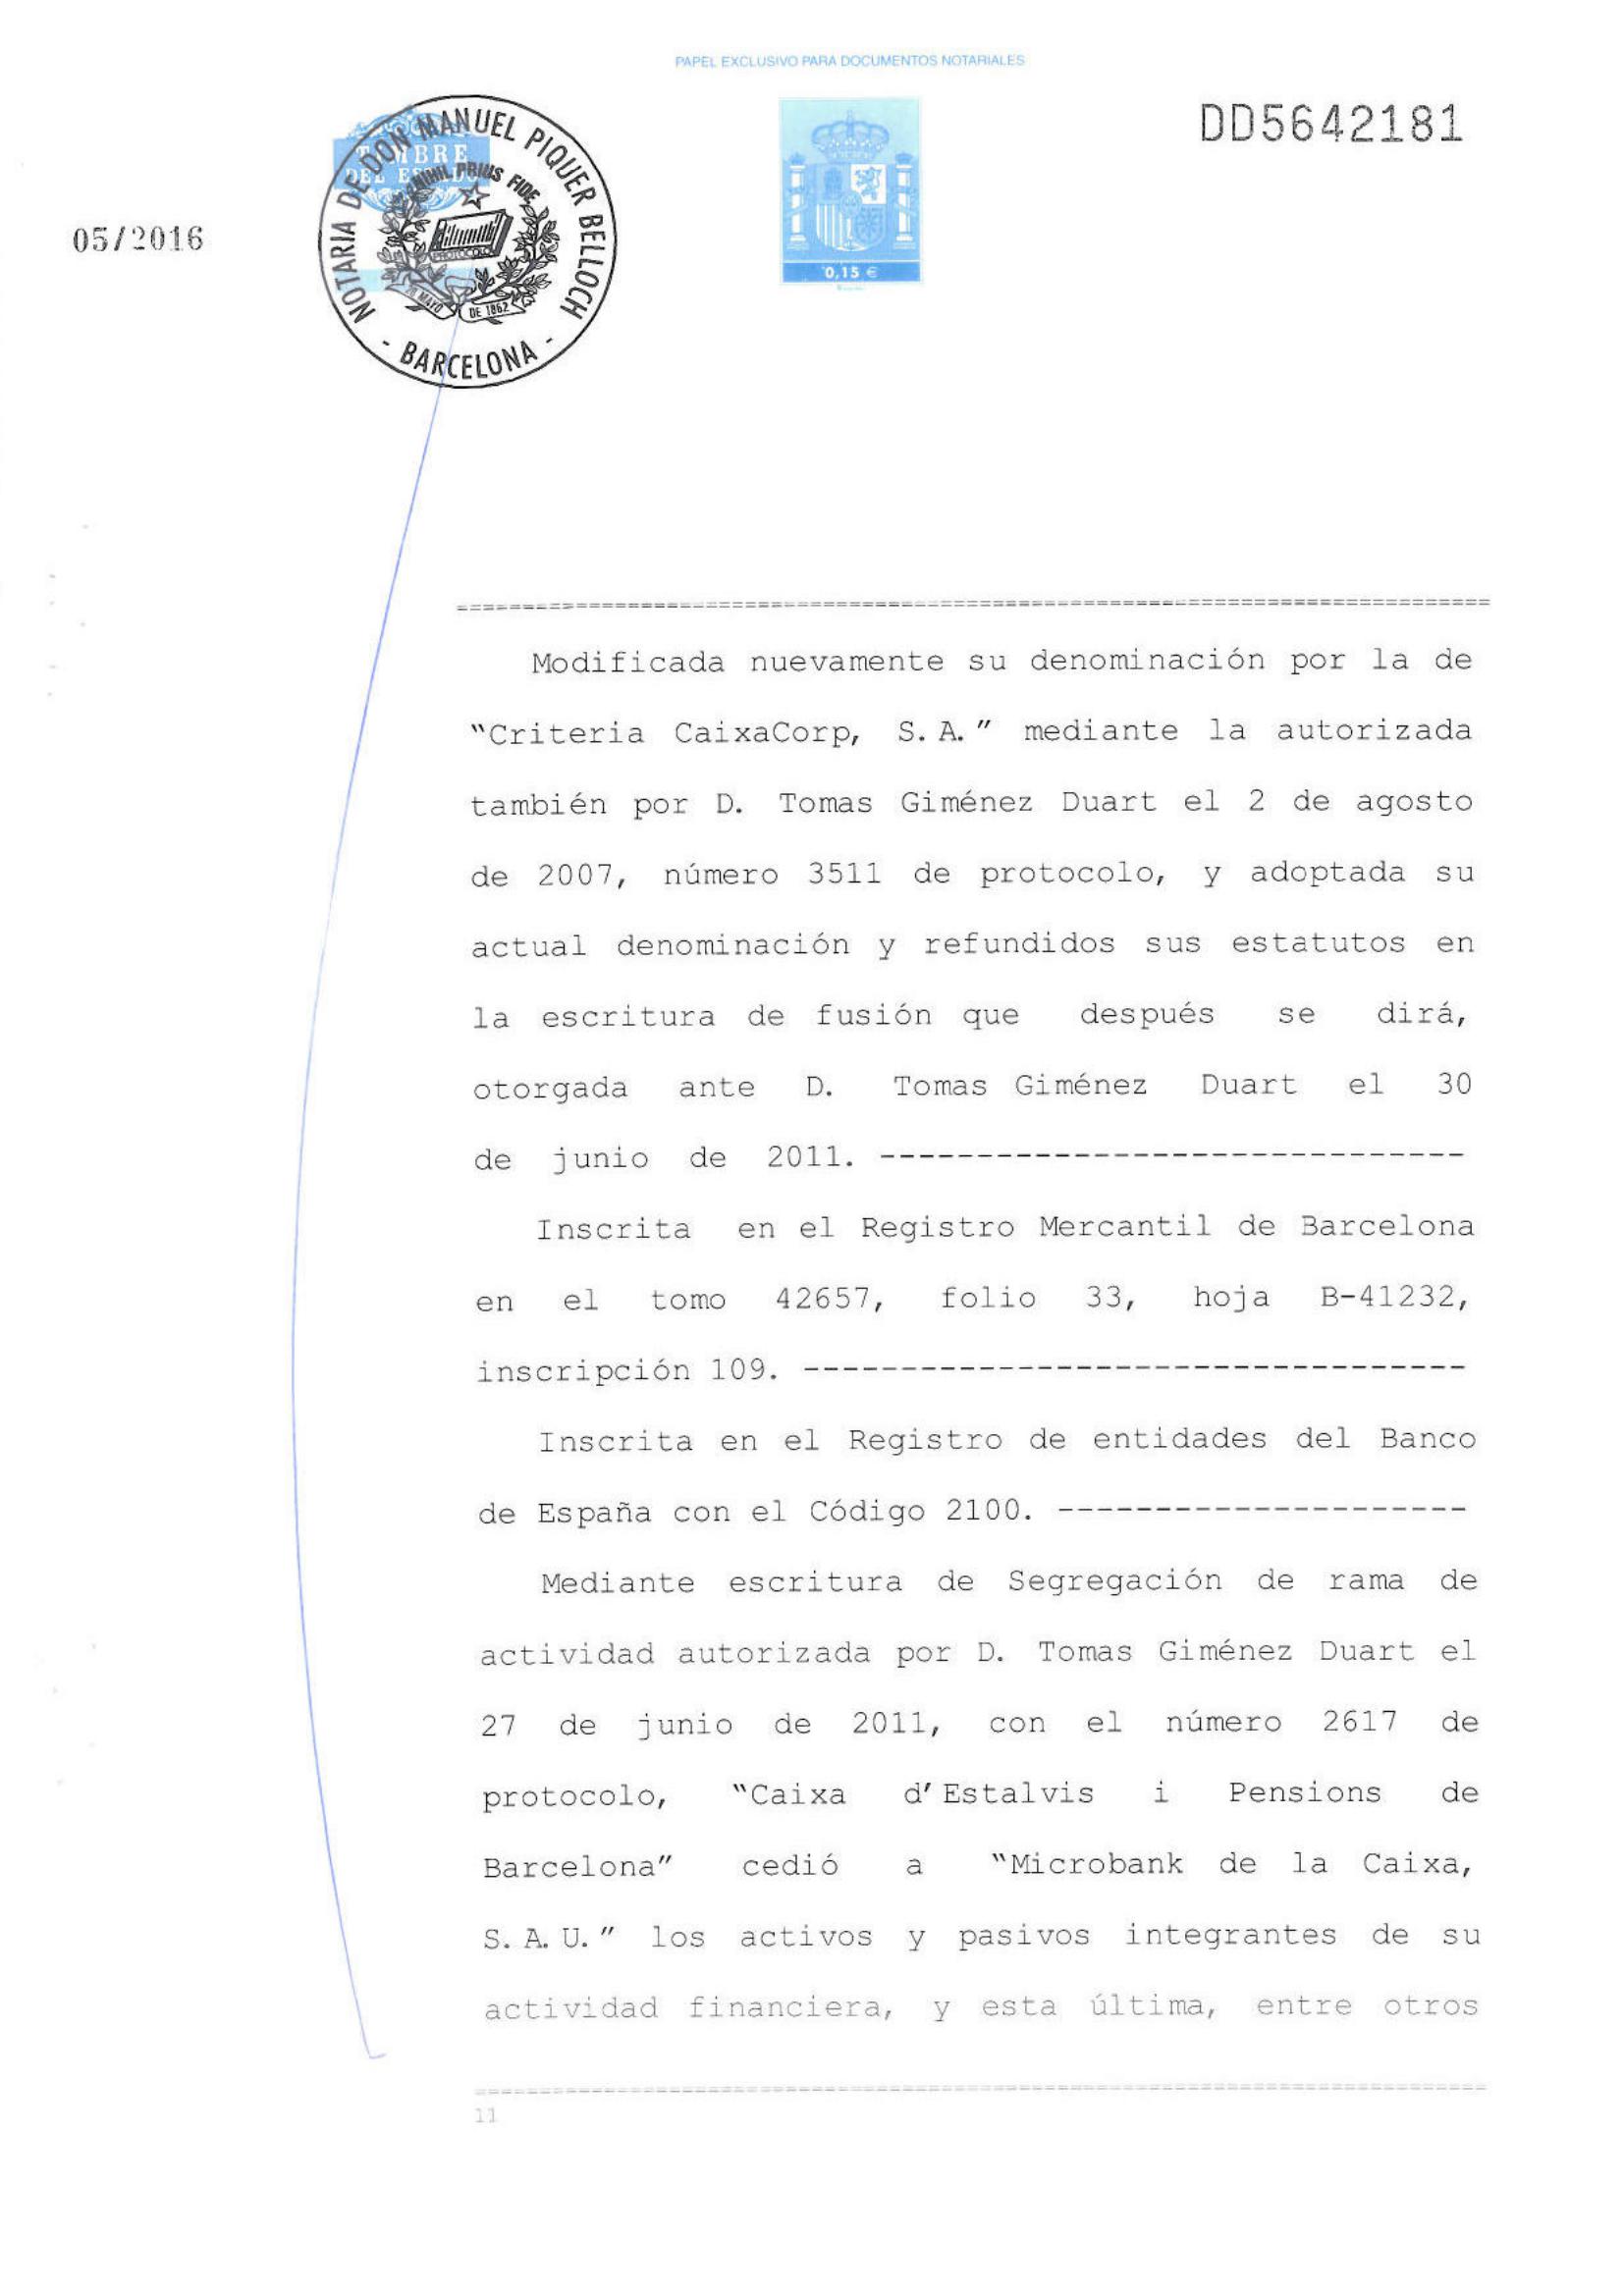 PAPEL EXCLUSIVO PARA DOCUMENTOS NOTARIALES
DD5642181
NOTARIA DE DON MANUEL PIQUER BELLOCH
- BARCELONA -
TIMBRE
DEL ESTADO
NIHIL PRIUS FIDE
PROTOCOLO
28 MAYO
DE 1862
0,15 €
05/2016
Modificada nuevamente su denominación por la de
"Criteria CaixaCorp, S.A." mediante la autorizada
también por D. Tomas Giménez Duart el 2 de agosto
de 2007, número 3511 de protocolo, y adoptada su
actual denominación y refundidos sus estatutos en
la escritura de fusión que después se dirá,
otorgada ante D. Tomas Giménez Duart el 30
de junio de 2011. ------------------------------
Inscrita en el Registro Mercantil de Barcelona
en el tomo 42657, folio 33, hoja B-41232,
inscripción 109. ----------------------------------
Inscrita en el Registro de entidades del Banco
de España con el Código 2100. ---------------------
Mediante escritura de Segregación de rama de
actividad autorizada por D. Tomas Giménez Duart el
27 de junio de 2011, con el número 2617 de
protocolo, "Caixa d'Estalvis i Pensions de
Barcelona" cedió a "Microbank de la Caixa,
S.A.U." los activos y pasivos integrantes de su
actividad financiera, y esta última, entre otros
11